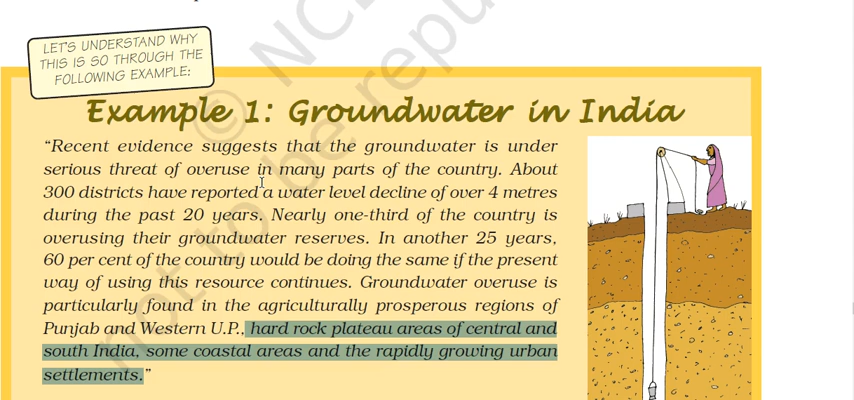 LET'S UNDERSTAND WHY
THIS IS SO THROUGH THE
FOLLOWING EXAMPLE:
Example 1: Groundwater in India
“Recent evidence suggests that the groundwater is under
serious threat of overuse in many parts of the country. About
300 districts have reported a water level decline of over 4 metres
during the past 20 years. Nearly one-third of the country is
overusing their groundwater reserves. In another 25 years,
60 per cent of the country would be doing the same if the present
way of using this resource continues. Groundwater overuse is
particularly found in the agriculturally prosperous regions of
Punjab and Western U.P., hard rock plateau areas of central and
south India, some coastal areas and the rapidly growing urban
settlements.”
© NC
not to be repu